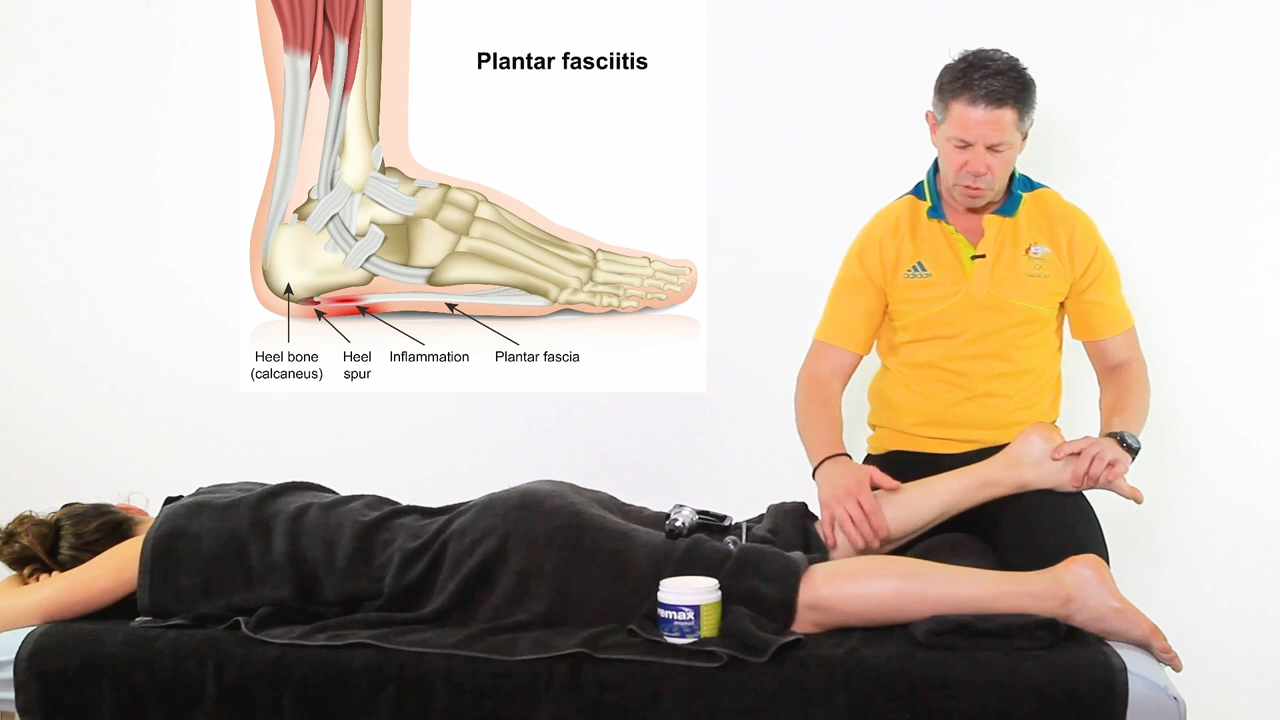 Plantar fasciitis
Heel bone
(calcaneus)
Heel
spur
Inflammation
Plantar fascia
adidas